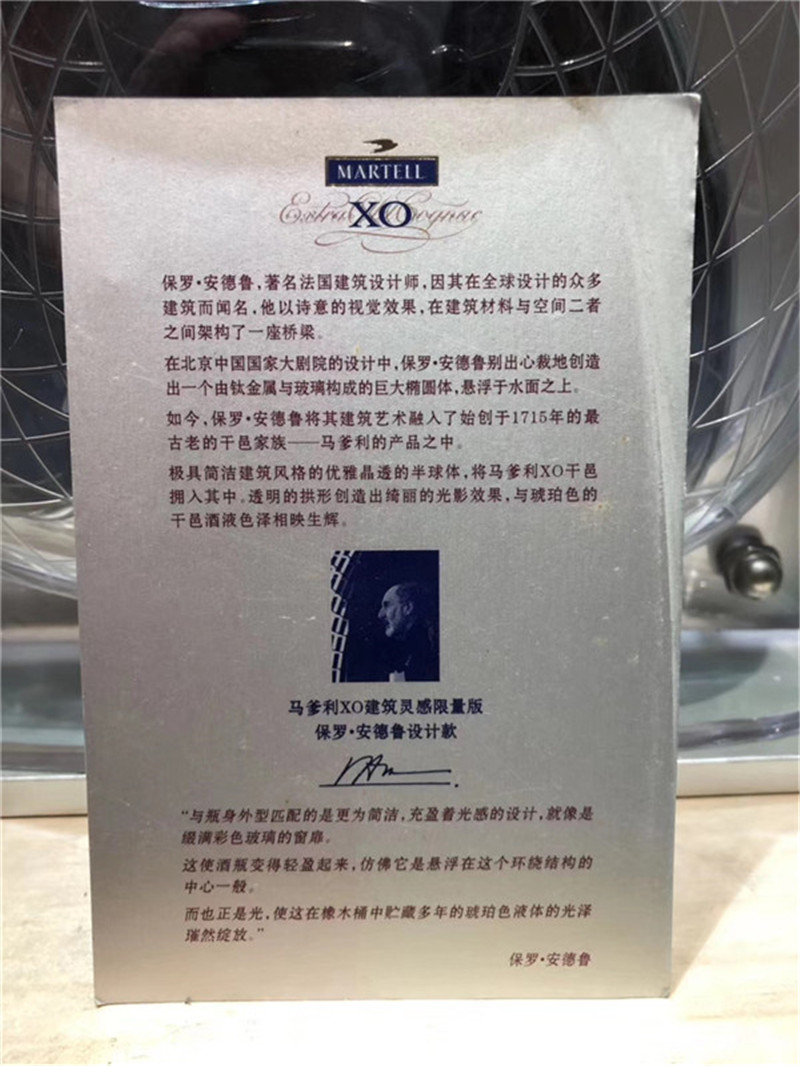 MARTELL
Extra Old Cognac
XO
保罗·安德鲁,著名法国建筑设计师,因其在全球设计的众多
建筑而闻名,他以诗意的视觉效果,在建筑材料与空间二者
之间架构了一座桥梁。
在北京中国国家大剧院的设计中,保罗·安德鲁别出心裁地创造
出一个由钛金属与玻璃构成的巨大椭圆体,悬浮于水面之上。
如今,保罗·安德鲁将其建筑艺术融入了始创于1715年的最
古老的干邑家族——马爹利的产品之中。
极具简洁建筑风格的优雅晶透的半球体,将马爹利XO干邑
拥入其中。透明的拱形创造出绮丽的光影效果,与琥珀色的
干邑酒液色泽相映生辉。
马爹利XO建筑灵感限量版
保罗·安德鲁设计款
“与瓶身外型匹配的是更为简洁,充盈着光感的设计,就像是
缀满彩色玻璃的窗扉。
这使酒瓶变得轻盈起来,仿佛它是悬浮在这个环绕结构的
中心一般。
而也正是光,使这在橡木桶中贮藏多年的琥珀色液体的光泽
璀然绽放。”
保罗·安德鲁